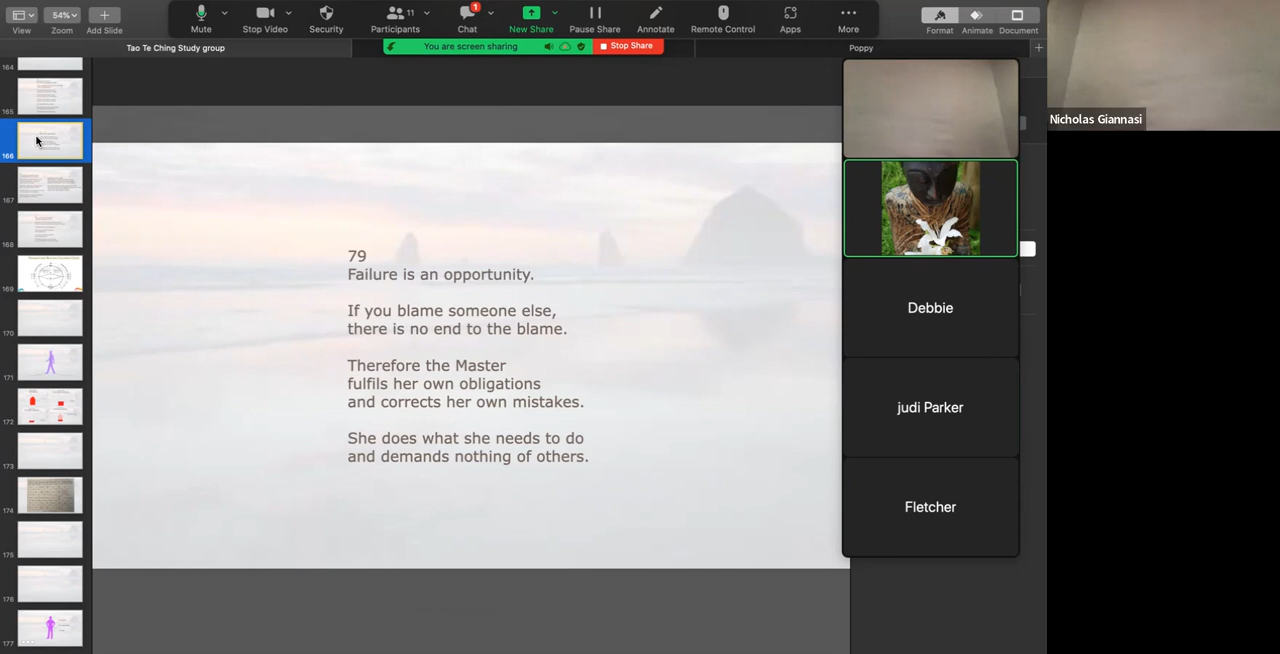 View
54%
Zoom
Add Slide
Mute
Stop Video
Security
11
Participants
1
Chat
New Share
Pause Share
Annotate
Remote Control
Apps
More
Format
Animate
Document
Tao Te Ching Study group
You are screen sharing
Stop Share
Poppy
Nicholas Giannasi
79
Failure is an opportunity.
If you blame someone else,
there is no end to the blame.
Therefore the Master
fulfils her own obligations
and corrects her own mistakes.
She does what she needs to do
and demands nothing of others.
Debbie
judi Parker
Fletcher
164
165
166
167
168
169
170
171
172
173
174
175
176
177